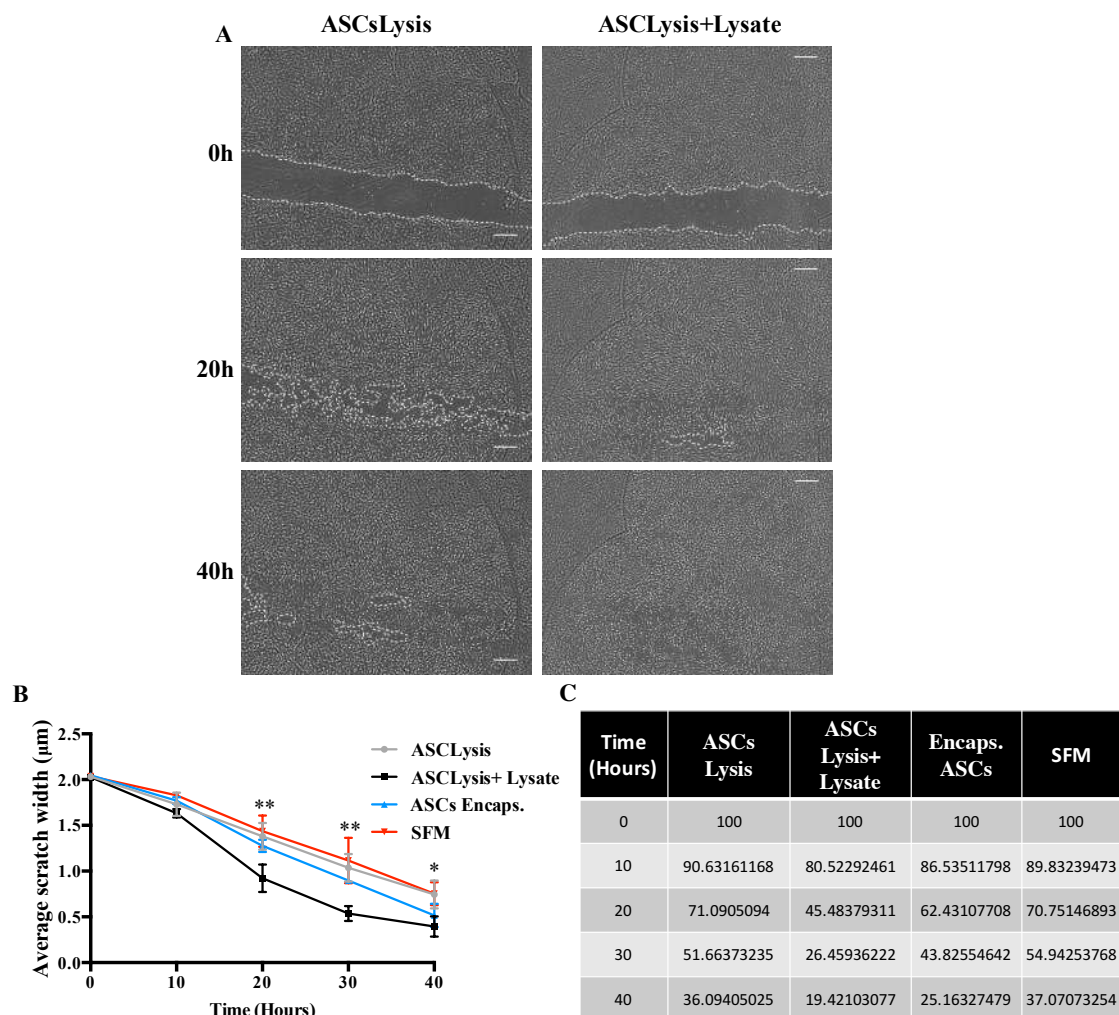 A
ASCsLysis
ASCLysis+Lysate
0h
20h
40h
B
Average scratch width (μm)
2.5
2.0
1.5
1.0
0.5
0.0
0
10
20
30
40
Time (Hours)
**
**
*
ASCLysis
ASCLysis+ Lysate
ASCs Encaps.
SFM
C
Time (Hours) ASCs Lysis ASCs Lysis+ Lysate Encaps. ASCs SFM
0 100 100 100 100
10 90.63161168 80.52292461 86.53511798 89.83239473
20 71.0905094 45.48379311 62.43107708 70.75146893
30 51.66373235 26.45936222 43.82554642 54.94253768
40 36.09405025 19.42103077 25.16327479 37.07073254